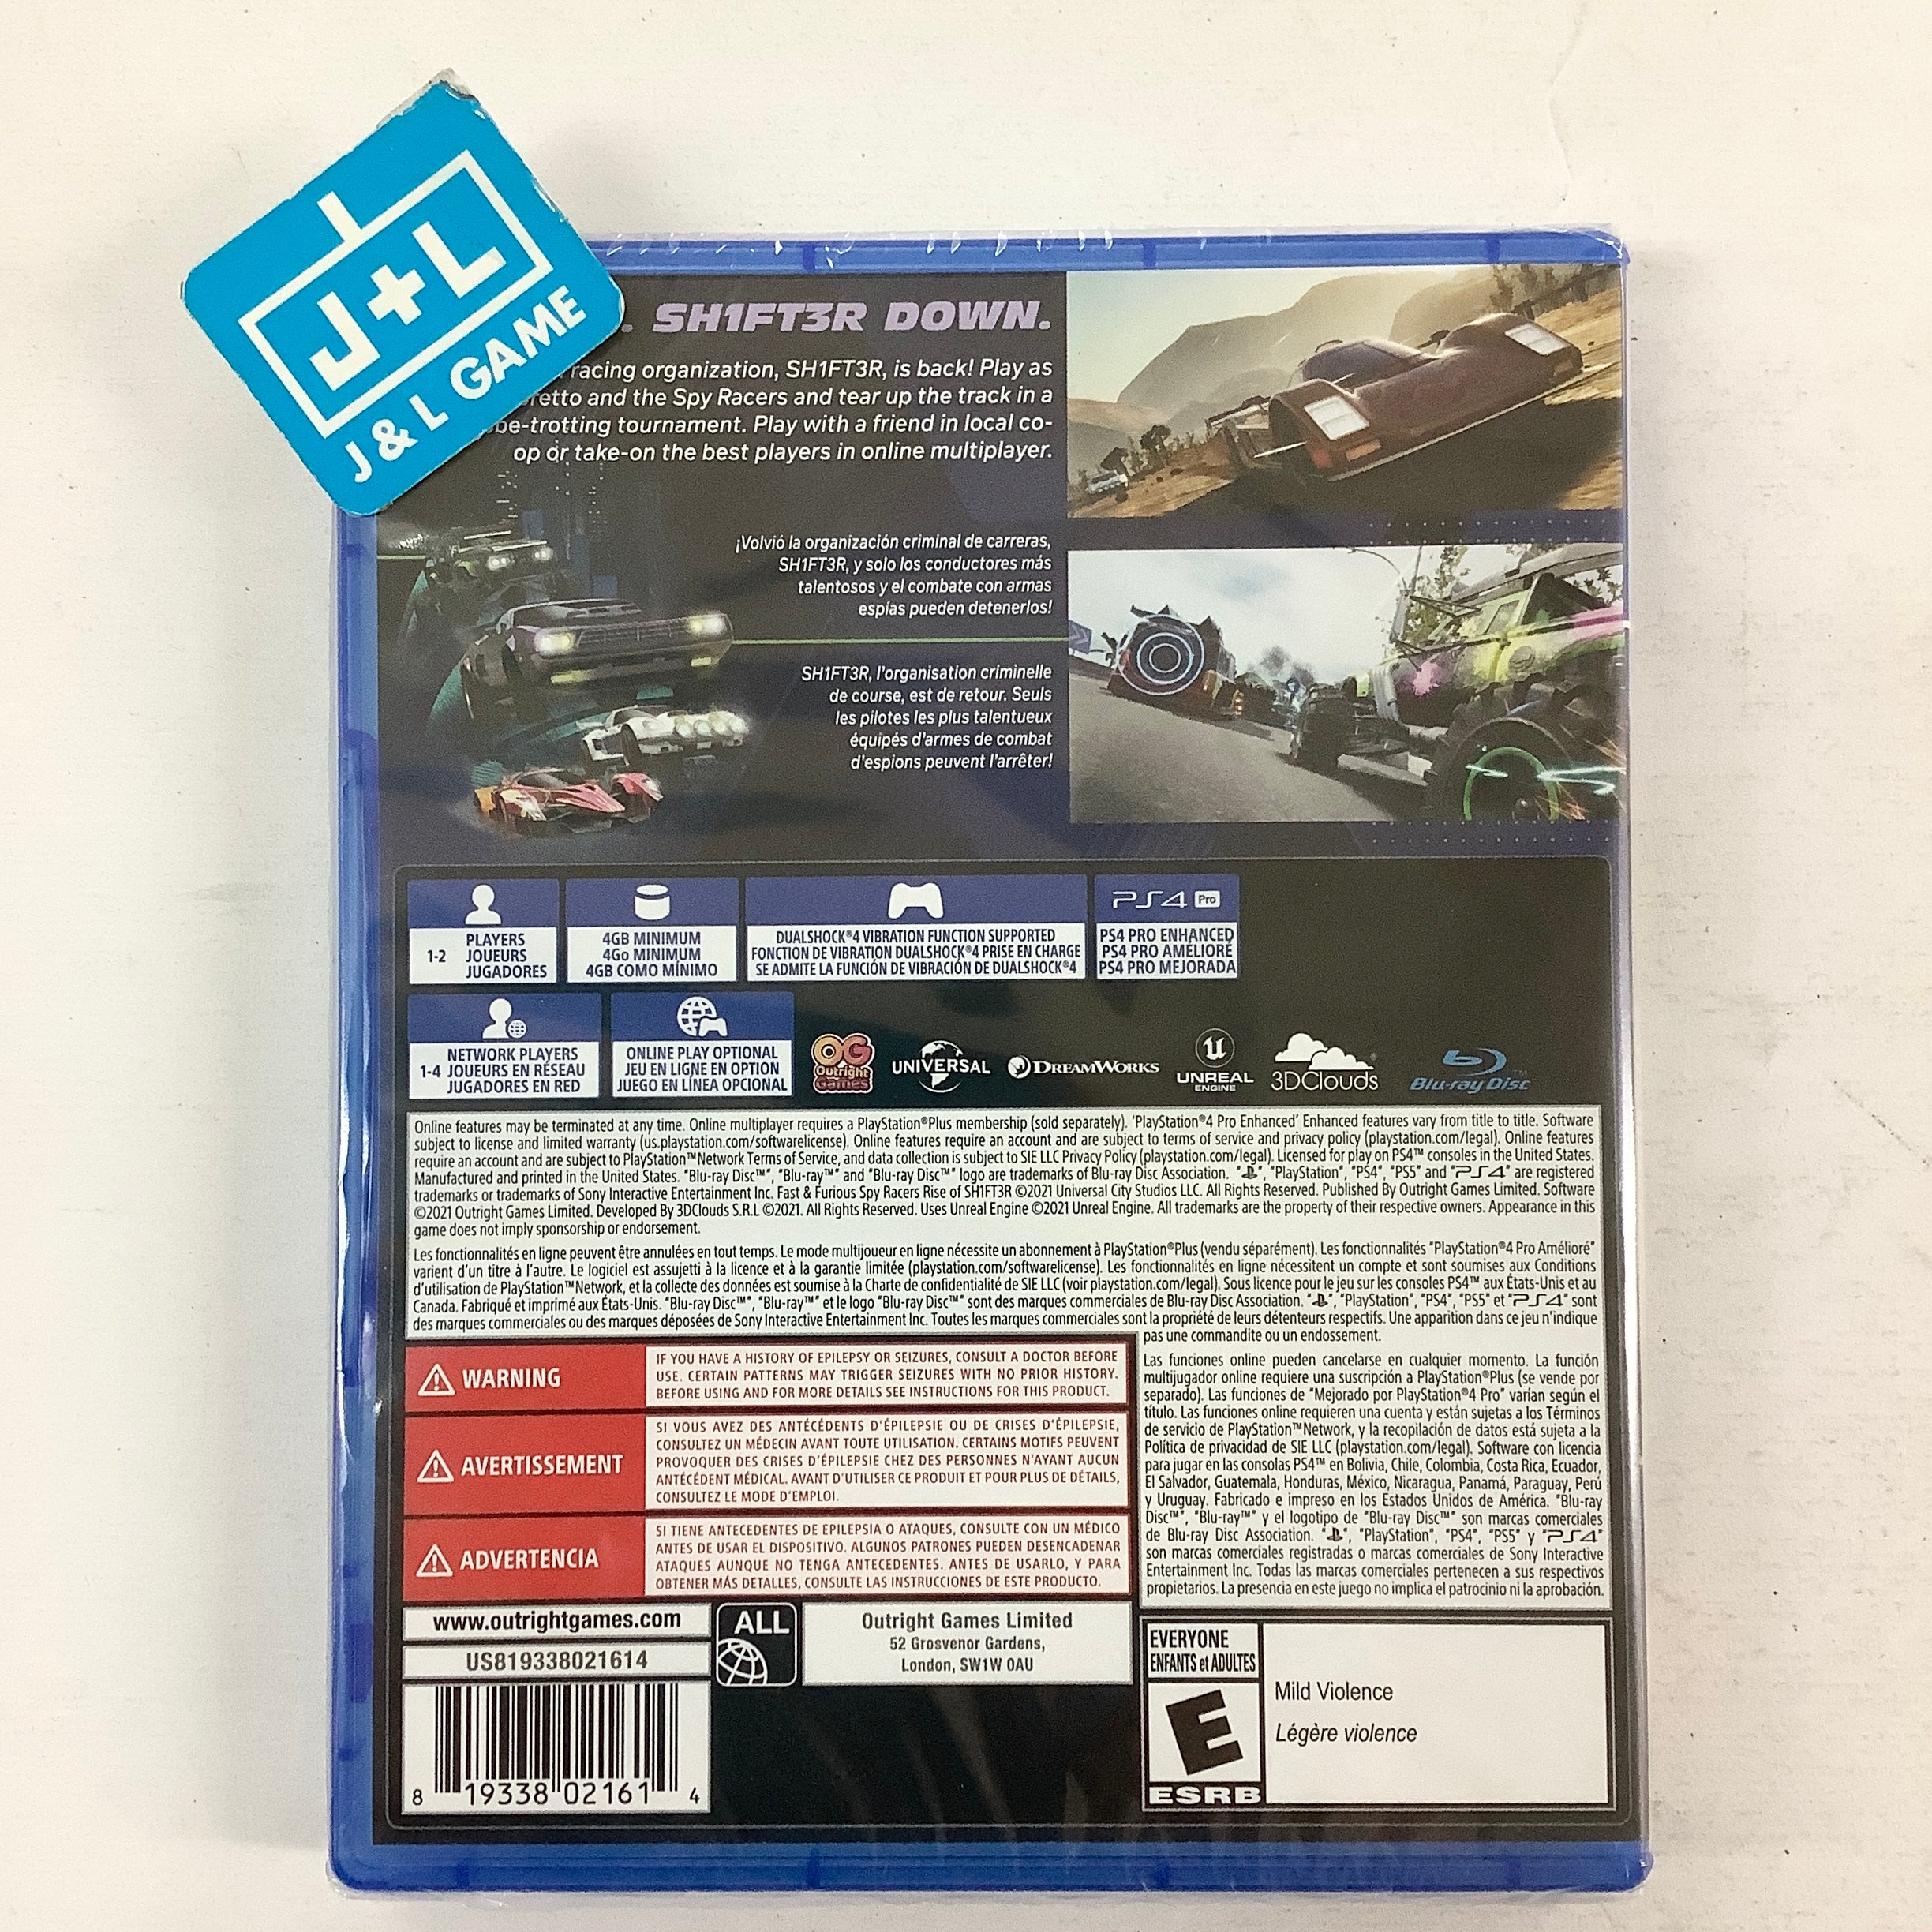 J+L
J & L GAME
. SH1FT3R DOWN.
racing organization, SH1FT3R, is back! Play as
retto and the Spy Racers and tear up the track in a
be-trotting tournament. Play with a friend in local co-
op or take-on the best players in online multiplayer.
¡Volvió la organización criminal de carreras,
SH1FT3R, y solo los conductores más
talentosos y el combate con armas
espías pueden detenerlos!
SH1FT3R, l'organisation criminelle
de course, est de retour. Seuls
les pilotes les plus talentueux
équipés d'armes de combat
d'espions peuvent l'arrêter!
PS4 Pro
1-2 PLAYERS
JOUEURS
JUGADORES
4GB MINIMUM
4Go MINIMUM
4GB COMO MÍNIMO
DUALSHOCK®4 VIBRATION FUNCTION SUPPORTED
FONCTION DE VIBRATION DUALSHOCK®4 PRISE EN CHARGE
SE ADMITE LA FUNCIÓN DE VIBRACIÓN DE DUALSHOCK®4
PS4 PRO ENHANCED
PS4 PRO AMÉLIORÉ
PS4 PRO MEJORADA
NETWORK PLAYERS
1-4 JOUEURS EN RÉSEAU
JUGADORES EN RED
ONLINE PLAY OPTIONAL
JEU EN LIGNE EN OPTION
JUEGO EN LÍNEA OPCIONAL
OG
Outright
Games
UNIVERSAL
DREAMWORKS
UNREAL
ENGINE
3DClouds®
Blu-ray Disc™
Online features may be terminated at any time. Online multiplayer requires a PlayStation®Plus membership (sold separately). 'PlayStation®4 Pro Enhanced' Enhanced features vary from title to title. Software
subject to license and limited warranty (us.playstation.com/softwarelicense). Online features require an account and are subject to terms of service and privacy policy (playstation.com/legal). Online features
require an account and are subject to PlayStation™Network Terms of Service, and data collection is subject to SIE LLC Privacy Policy (playstation.com/legal). Licensed for play on PS4™ consoles in the United States.
Manufactured and printed in the United States. "Blu-ray Disc™", "Blu-ray™" and "Blu-ray Disc™" logo are trademarks of Blu-ray Disc Association. "", "PlayStation", "PS4", "PS5" and "PS4" are registered
trademarks or trademarks of Sony Interactive Entertainment Inc. Fast & Furious Spy Racers Rise of SH1FT3R ©2021 Universal City Studios LLC. All Rights Reserved. Published By Outright Games Limited. Software
©2021 Outright Games Limited. Developed By 3DClouds S.R.L ©2021. All Rights Reserved. Uses Unreal Engine ©2021 Unreal Engine. All trademarks are the property of their respective owners. Appearance in this
game does not imply sponsorship or endorsement.
Les fonctionnalités en ligne peuvent être annulées en tout temps. Le mode multijoueur en ligne nécessite un abonnement à PlayStation®Plus (vendu séparément). Les fonctionnalités "PlayStation®4 Pro Amélioré"
varient d'un titre à l'autre. Le logiciel est assujetti à la licence et à la garantie limitée (playstation.com/softwarelicense). Les fonctionnalités en ligne nécessitent un compte et sont soumises aux Conditions
d'utilisation de PlayStation™Network, et la collecte des données est soumise à la Charte de confidentialité de SIE LLC (voir playstation.com/legal). Sous licence pour le jeu sur les consoles PS4™ aux États-Unis et au
Canada. Fabriqué et imprimé aux États-Unis. "Blu-ray Disc™", "Blu-ray™" et le logo "Blu-ray Disc™" sont des marques commerciales de Blu-ray Disc Association. "", "PlayStation", "PS4", "PS5" et "PS4" sont
des marques commerciales ou des marques déposées de Sony Interactive Entertainment Inc. Toutes les marques commerciales sont la propriété de leurs détenteurs respectifs. Une apparition dans ce jeu n'indique
pas une commandite ou un endossement.
WARNING
IF YOU HAVE A HISTORY OF EPILEPSY OR SEIZURES, CONSULT A DOCTOR BEFORE
USE. CERTAIN PATTERNS MAY TRIGGER SEIZURES WITH NO PRIOR HISTORY.
BEFORE USING AND FOR MORE DETAILS SEE INSTRUCTIONS FOR THIS PRODUCT.
AVERTISSEMENT
SI VOUS AVEZ DES ANTÉCÉDENTS D'ÉPILEPSIE OU DE CRISES D'ÉPILEPSIE,
CONSULTEZ UN MÉDECIN AVANT TOUTE UTILISATION. CERTAINS MOTIFS PEUVENT
PROVOQUER DES CRISES D'ÉPILEPSIE CHEZ DES PERSONNES N'AYANT AUCUN
ANTÉCÉDENT MÉDICAL. AVANT D'UTILISER CE PRODUIT ET POUR PLUS DE DÉTAILS,
CONSULTEZ LE MODE D'EMPLOI.
ADVERTENCIA
SI TIENE ANTECEDENTES DE EPILEPSIA O ATAQUES, CONSULTE CON UN MÉDICO
ANTES DE USAR EL DISPOSITIVO. ALGUNOS PATRONES PUEDEN DESENCADENAR
ATAQUES AUNQUE NO TENGA ANTECEDENTES. ANTES DE USARLO, Y PARA
OBTENER MÁS DETALLES, CONSULTE LAS INSTRUCCIONES DE ESTE PRODUCTO.
Las funciones online pueden cancelarse en cualquier momento. La función
multijugador online requiere una suscripción a PlayStation®Plus (se vende por
separado). Las funciones de "Mejorado por PlayStation®4 Pro" varían según el
título. Las funciones online requieren una cuenta y están sujetas a los Términos
de servicio de PlayStation™Network, y la recopilación de datos está sujeta a la
Política de privacidad de SIE LLC (playstation.com/legal). Software con licencia
para jugar en las consolas PS4™ en Bolivia, Chile, Colombia, Costa Rica, Ecuador,
El Salvador, Guatemala, Honduras, México, Nicaragua, Panamá, Paraguay, Perú
y Uruguay. Fabricado e impreso en los Estados Unidos de América. "Blu-ray
Disc™", "Blu-ray™" y el logotipo de "Blu-ray Disc™" son marcas comerciales
de Blu-ray Disc Association. "", "PlayStation", "PS4", "PS5" y "PS4"
son marcas comerciales registradas o marcas comerciales de Sony Interactive
Entertainment Inc. Todas las marcas comerciales pertenecen a sus respectivos
propietarios. La presencia en este juego no implica el patrocinio ni la aprobación.
www.outrightgames.com
US819338021614
8 19338 02161 4
ALL
Outright Games Limited
52 Grosvenor Gardens,
London, SW1W 0AU
EVERYONE
ENFANTS et ADULTES
E
ESRB
Mild Violence
Légère violence